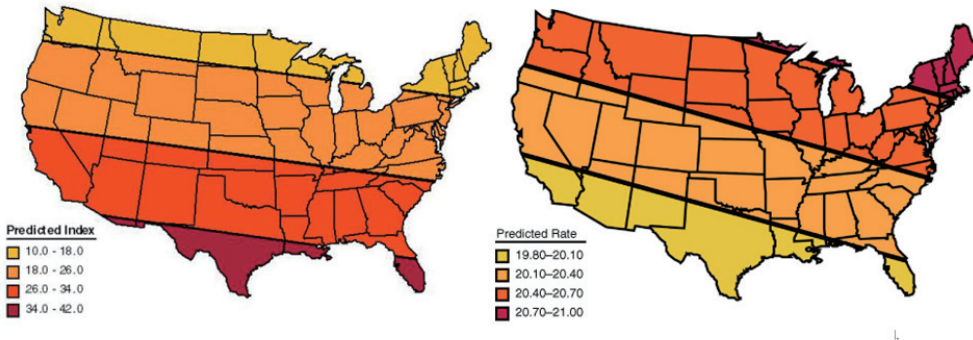 Predicted Index
10.0 - 18.0
18.0 - 26.0
26.0 - 34.0
34.0 - 42.0
Predicted Rate
19.80–20.10
20.10–20.40
20.40–20.70
20.70–21.00